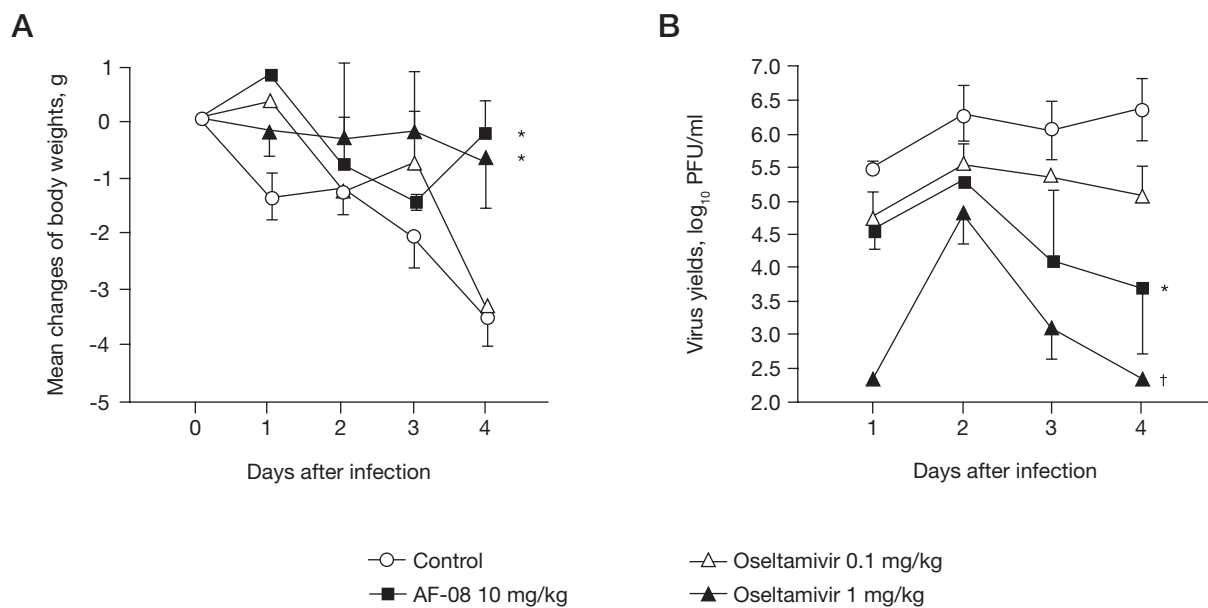 A
Mean changes of body weights, g
1
0
-1
-2
-3
-4
-5
0 1 2 3 4
Days after infection
*
*
B
Virus yields, log10 PFU/ml
7.0
6.5
6.0
5.5
5.0
4.5
4.0
3.5
3.0
2.5
2.0
1 2 3 4
Days after infection
*
†
Control
AF-08 10 mg/kg
Oseltamivir 0.1 mg/kg
Oseltamivir 1 mg/kg